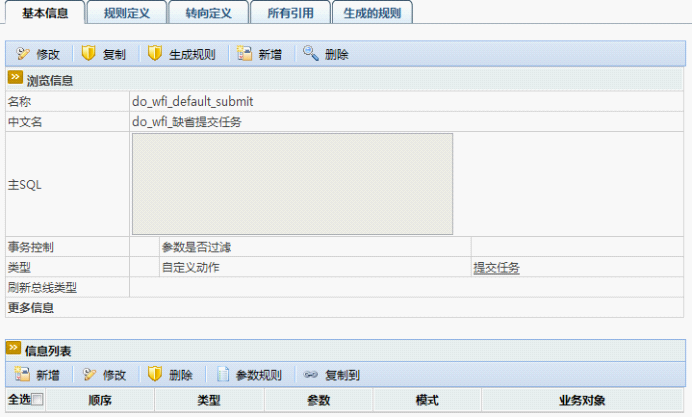 基本信息 规则定义 转向定义 所有引用 生成的规则
修改 复制 生成规则 新增 删除
浏览信息
名称 do_wfi_default_submit
中文名 do_wfi_缺省提交任务
主SQL
事务控制 参数是否过滤
类型 自定义动作 提交任务
刷新总线类型
更多信息
信息列表
新增 修改 删除 参数规则 复制到
全选 顺序 类型 参数 模式 业务对象